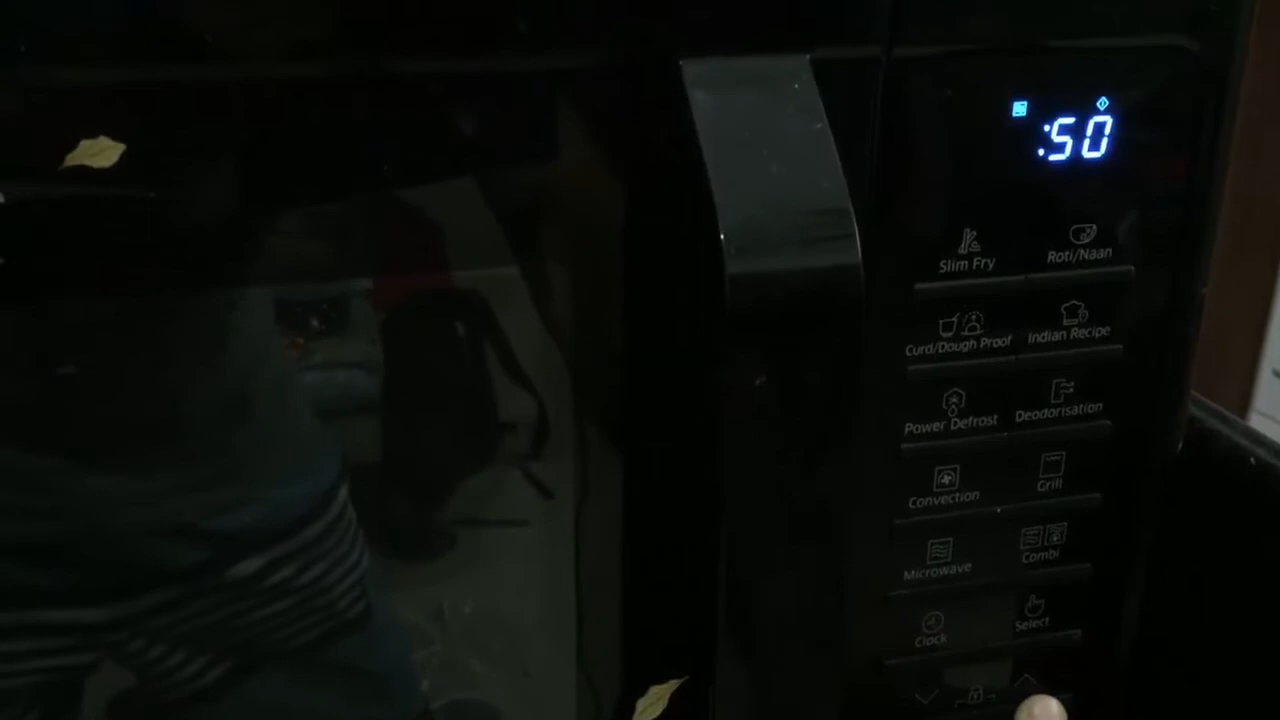 :50
Slim Fry Roti/Naan
Curd/Dough Proof Indian Recipe
Power Defrost Deodorisation
Convection Grill
Microwave Combi
Clock Select